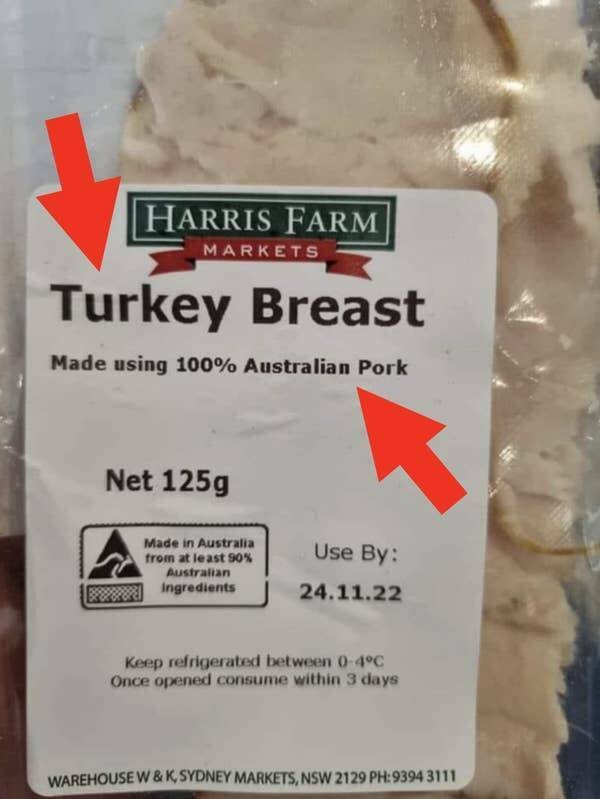 HARRIS FARM
MARKETS
Turkey Breast
Made using 100% Australian Pork
Net 125g
Made in Australia
from at least 90%
Australian
ingredients
Use By:
24.11.22
Keep refrigerated between 0-4°C
Once opened consume within 3 days
WAREHOUSE W & K, SYDNEY MARKETS, NSW 2129 PH: 9394 3111